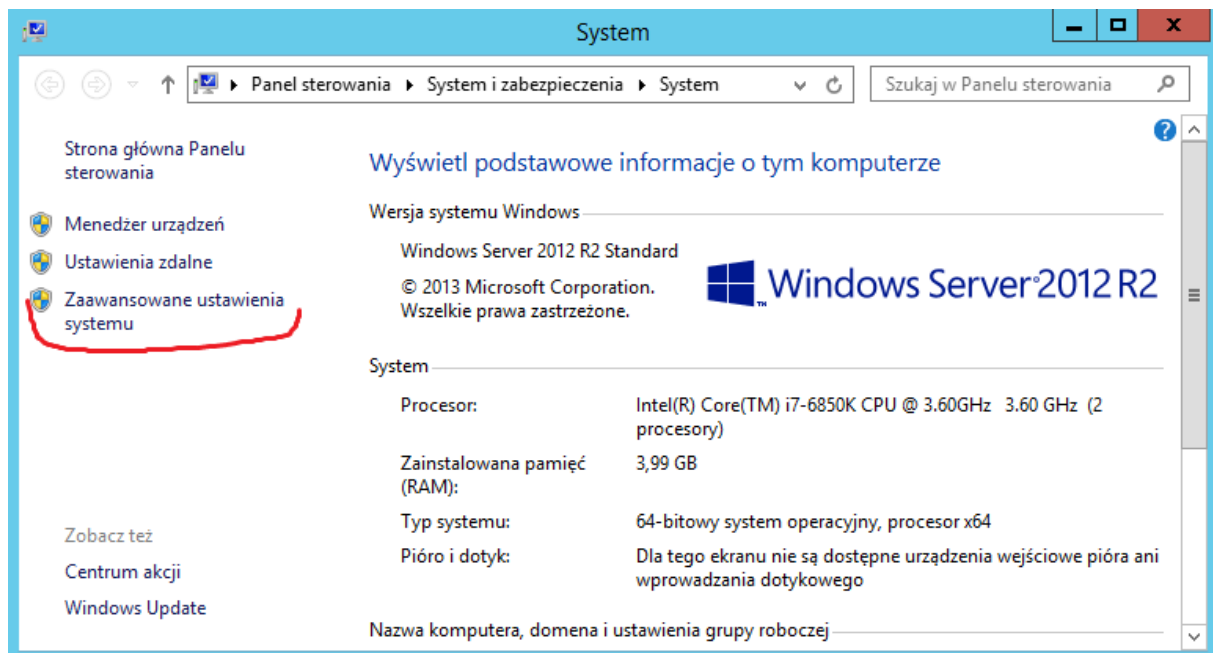 System
Panel sterowania System i zabezpieczenia System
Szukaj w Panelu sterowania
Strona główna Panelu
sterowania
Menedżer urządzeń
Ustawienia zdalne
Zaawansowane ustawienia
systemu
Zobacz też
Centrum akcji
Windows Update
Wyświetl podstawowe informacje o tym komputerze
Wersja systemu Windows
Windows Server 2012 R2 Standard
© 2013 Microsoft Corporation.
Wszelkie prawa zastrzeżone.
Windows Server 2012 R2
System
Procesor: Intel(R) Core(TM) i7-6850K CPU @ 3.60GHz 3.60 GHz (2
procesory)
Zainstalowana pamięć 3,99 GB
(RAM):
Typ systemu: 64-bitowy system operacyjny, procesor x64
Pióro i dotyk: Dla tego ekranu nie są dostępne urządzenia wejściowe pióra ani
wprowadzania dotykowego
Nazwa komputera, domena i ustawienia grupy roboczej